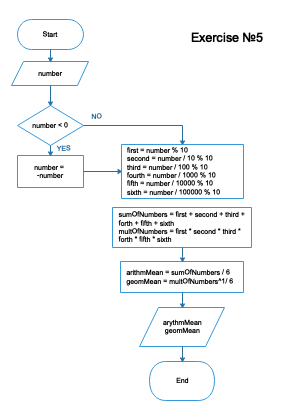 Start
Exercise №5
number
number < 0
NO
YES
number =
-number
first = number % 10
second = number / 10 % 10
third = number / 100 % 10
fourth = number / 1000 % 10
fifth = number / 10000 % 10
sixth = number / 100000 % 10
sumOfNumbers = first + second + third +
forth + fifth + sixth
multOfNumbers = first * second * third *
forth * fifth * sixth
arithmMean = sumOfNumbers / 6
geomMean = multOfNumbers^1/ 6
arythmMean
geomMean
End